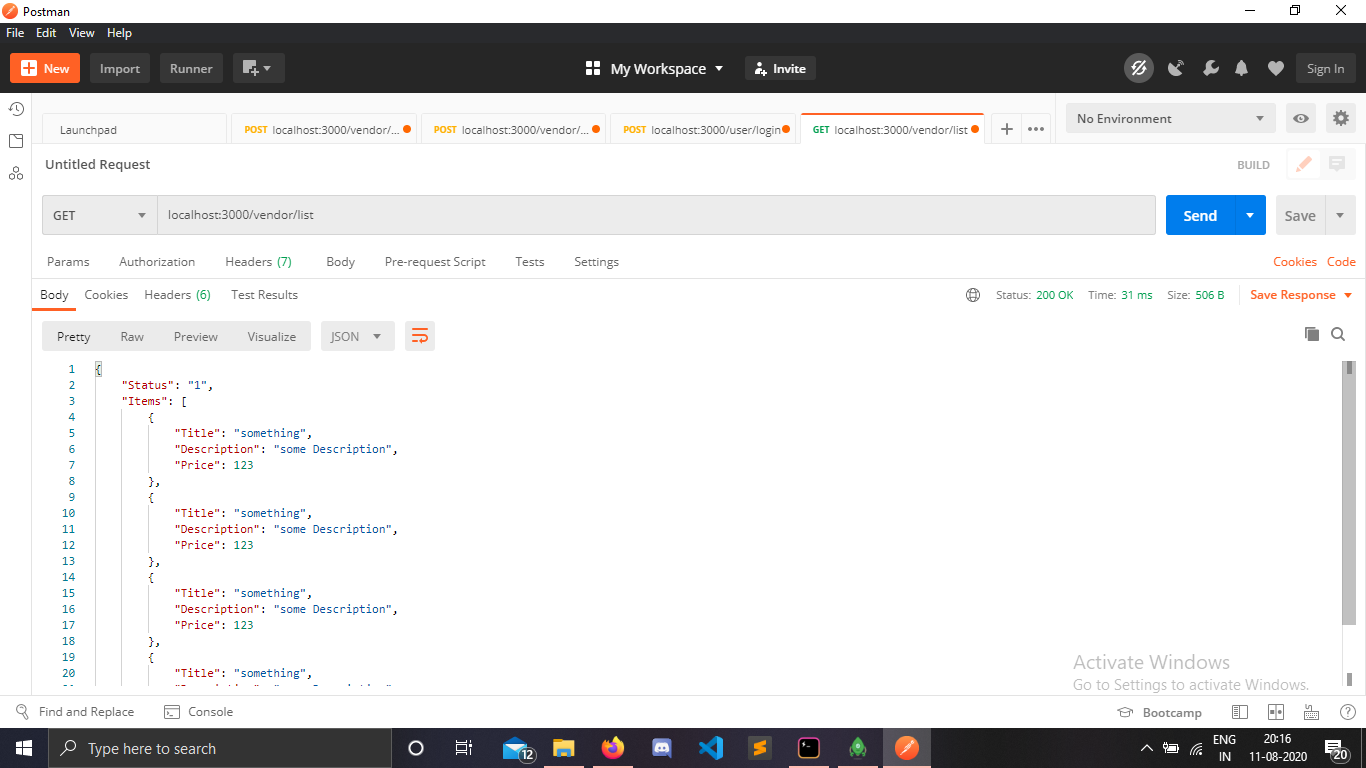 Postman
File Edit View Help
New Import Runner My Workspace Invite Sign In
Launchpad POST localhost:3000/vendor/... POST localhost:3000/vendor/... POST localhost:3000/user/login GET localhost:3000/vendor/list + ••• No Environment
Untitled Request BUILD
GET localhost:3000/vendor/list Send Save
Params Authorization Headers (7) Body Pre-request Script Tests Settings Cookies Code
Body Cookies Headers (6) Test Results Status: 200 OK Time: 31 ms Size: 506 B Save Response
Pretty Raw Preview Visualize JSON
1 {
2 "Status": "1",
3 "Items": [
4 {
5 "Title": "something",
6 "Description": "some Description",
7 "Price": 123
8 },
9 {
10 "Title": "something",
11 "Description": "some Description",
12 "Price": 123
13 },
14 {
15 "Title": "something",
16 "Description": "some Description",
17 "Price": 123
18 },
19 {
20 "Title": "something",
Activate Windows
Go to Settings to activate Windows.
Find and Replace Console Bootcamp
Type here to search 12 ENG 20:16
IN 11-08-2020 20